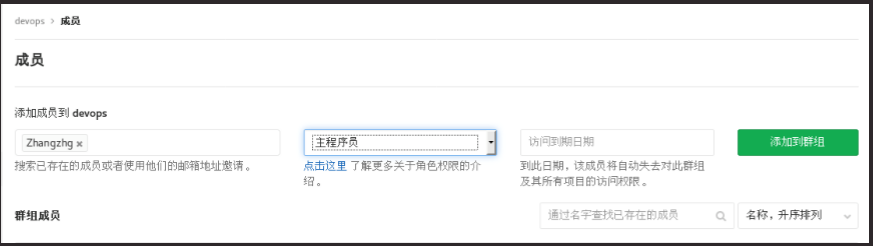 devops > 成员
成员
添加成员到 devops
Zhangzhg ×
主程序员
访问到期日期
添加到群组
搜索已存在的成员或者使用他们的邮箱地址邀请。
点击这里 了解更多关于角色权限的介
绍。
到此日期，该成员将自动失去对此群组
及其所有项目的访问权限。
群组成员
通过名字查找已存在的成员
名称，升序排列